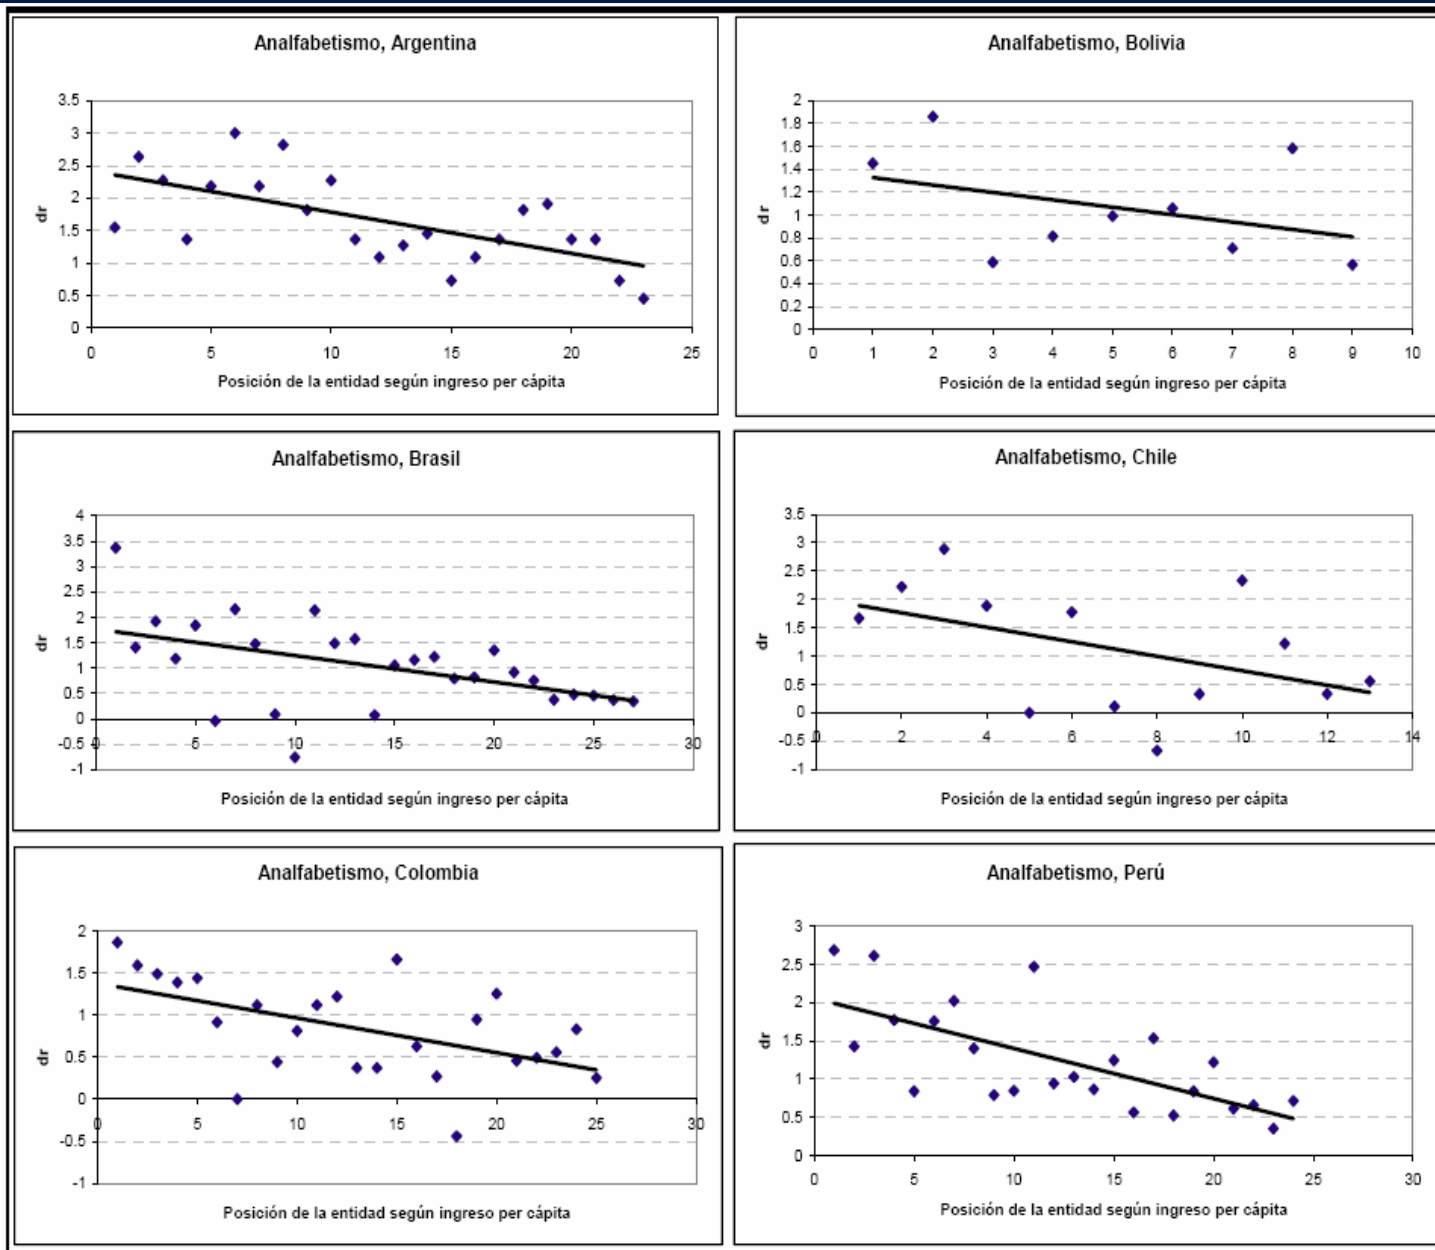 Analfabetismo, Argentina
3.5
3
2.5
2
1.5
1
0.5
0
dr
0 5 10 15 20 25
Posición de la entidad según ingreso per cápita
Analfabetismo, Bolivia
2
1.8
1.6
1.4
1.2
1
0.8
0.6
0.4
0.2
0
dr
0 1 2 3 4 5 6 7 8 9 10
Posición de la entidad según ingreso per cápita
Analfabetismo, Brasil
4
3.5
3
2.5
2
1.5
1
0.5
0
-0.5
-1
dr
0 5 10 15 20 25 30
Posición de la entidad según ingreso per cápita
Analfabetismo, Chile
3.5
3
2.5
2
1.5
1
0.5
0
-0.5
-1
dr
0 2 4 6 8 10 12 14
Posición de la entidad según ingreso per cápita
Analfabetismo, Colombia
2
1.5
1
0.5
0
-0.5
-1
dr
0 5 10 15 20 25 30
Posición de la entidad según ingreso per cápita
Analfabetismo, Perú
3
2.5
2
1.5
1
0.5
0
dr
0 5 10 15 20 25 30
Posición de la entidad según ingreso per cápita